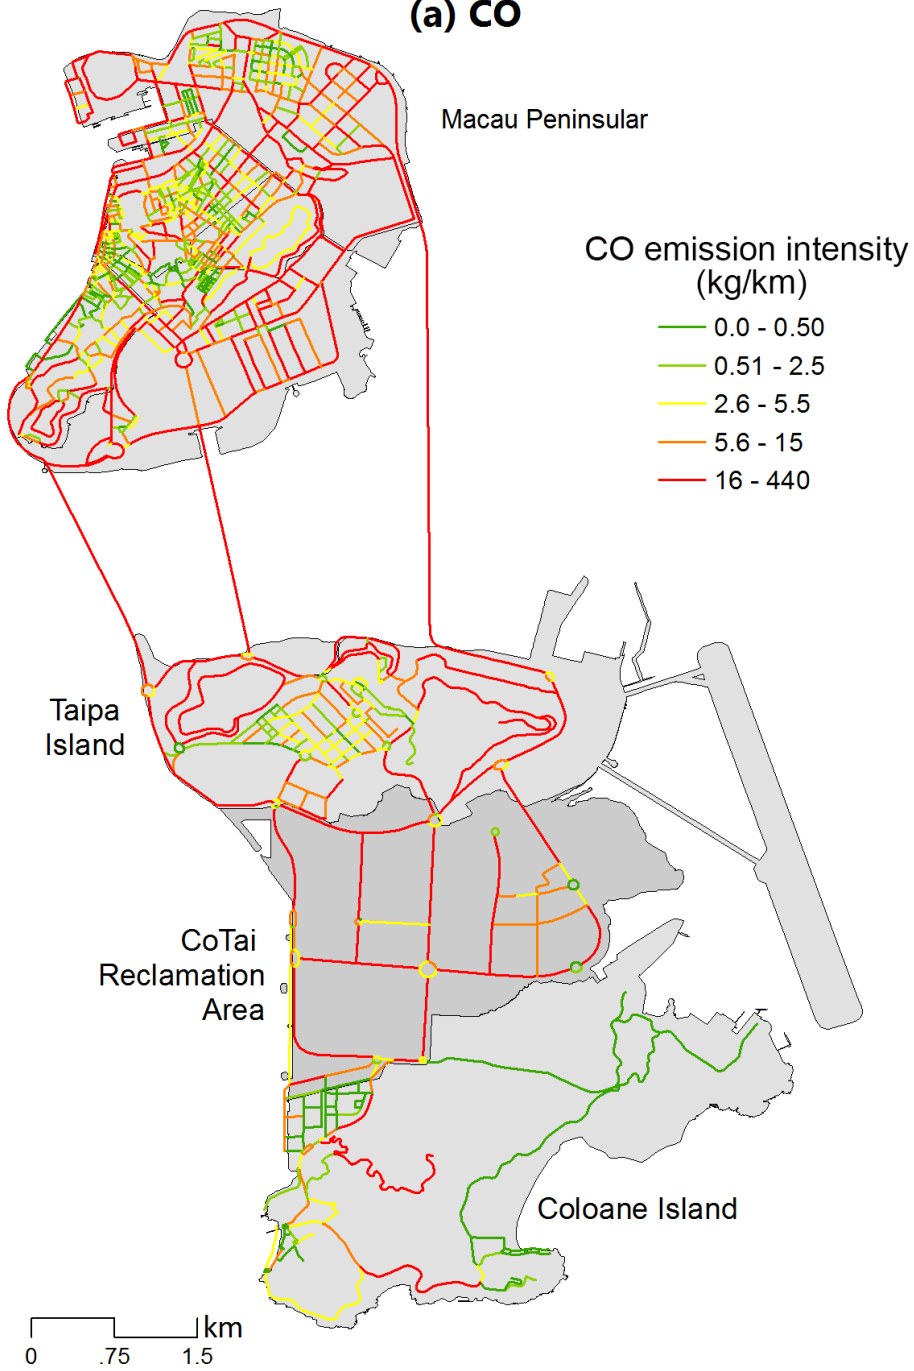 (a) CO
Macau Peninsular
CO emission intensity
(kg/km)
0.0 - 0.50
0.51 - 2.5
2.6 - 5.5
5.6 - 15
16 - 440
Taipa
Island
CoTai
Reclamation
Area
Coloane Island
km
0 .75 1.5